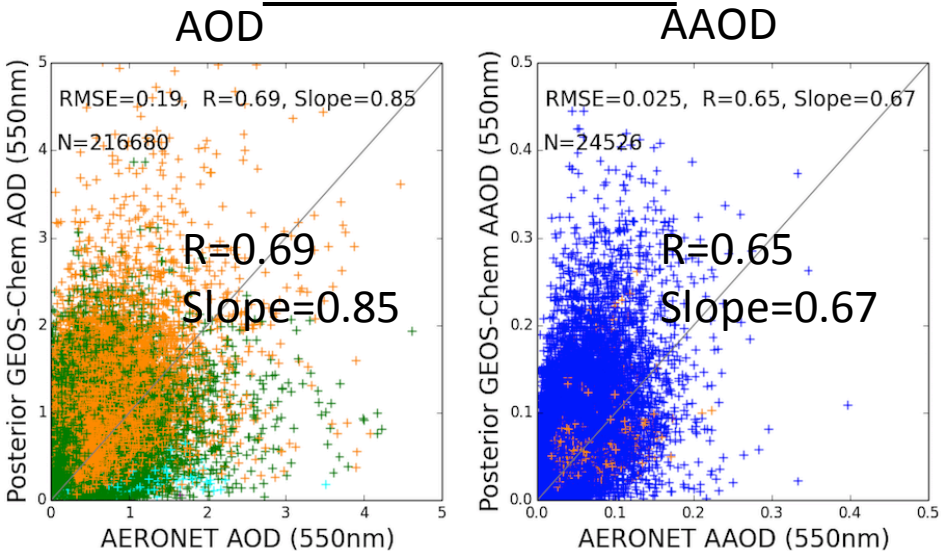 AOD
RMSE=0.19, R=0.69, Slope=0.85
N=216680
R=0.69
Slope=0.85
Posterior GEOS-Chem AOD (550nm)
5
4
3
2
1
0
0 1 2 3 4 5
AERONET AOD (550nm)
AAOD
RMSE=0.025, R=0.65, Slope=0.67
N=24526
R=0.65
Slope=0.67
Posterior GEOS-Chem AAOD (550nm)
0.5
0.4
0.3
0.2
0.1
0.0
0.0 0.1 0.2 0.3 0.4 0.5
AERONET AAOD (550nm)